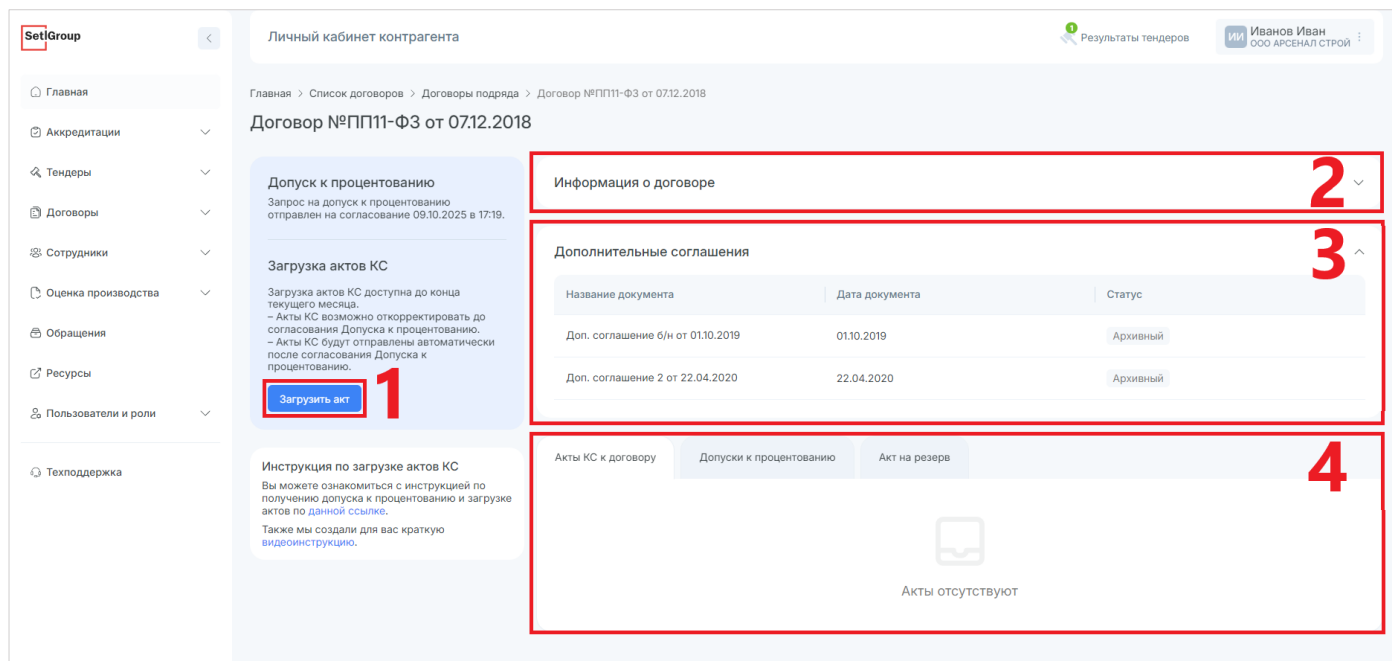 SetlGroup
Личный кабинет контрагента
1
Результаты тендеров
ИИ
Иванов Иван
ООО АРСЕНАЛ СТРОЙ
Главная
Аккредитации
Тендеры
Договоры
Сотрудники
Оценка производства
Обращения
Ресурсы
Пользователи и роли
Техподдержка
Главная > Список договоров > Договоры подряда > Договор №ПП11-Ф3 от 07.12.2018
Договор №ПП11-Ф3 от 07.12.2018
Допуск к процентованию
Запрос на допуск к процентованию
отправлен на согласование 09.10.2025 в 17:19.
Загрузка актов КС
Загрузка актов КС доступна до конца
текущего месяца.
– Акты КС возможно откорректировать до
согласования Допуска к процентованию.
– Акты КС будут отправлены автоматически
после согласования Допуска к
процентованию.
Загрузить акт
1
Инструкция по загрузке актов КС
Вы можете ознакомиться с инструкцией по
получению допуска к процентованию и загрузке
актов по данной ссылке.
Также мы создали для вас краткую
видеоинструкцию.
Информация о договоре
2
Дополнительные соглашения
3
Название документа Дата документа Статус
Доп. соглашение б/н от 01.10.2019 01.10.2019 Архивный
Доп. соглашение 2 от 22.04.2020 22.04.2020 Архивный
Акты КС к договору Допуски к процентованию Акт на резерв
4
Акты отсутствуют